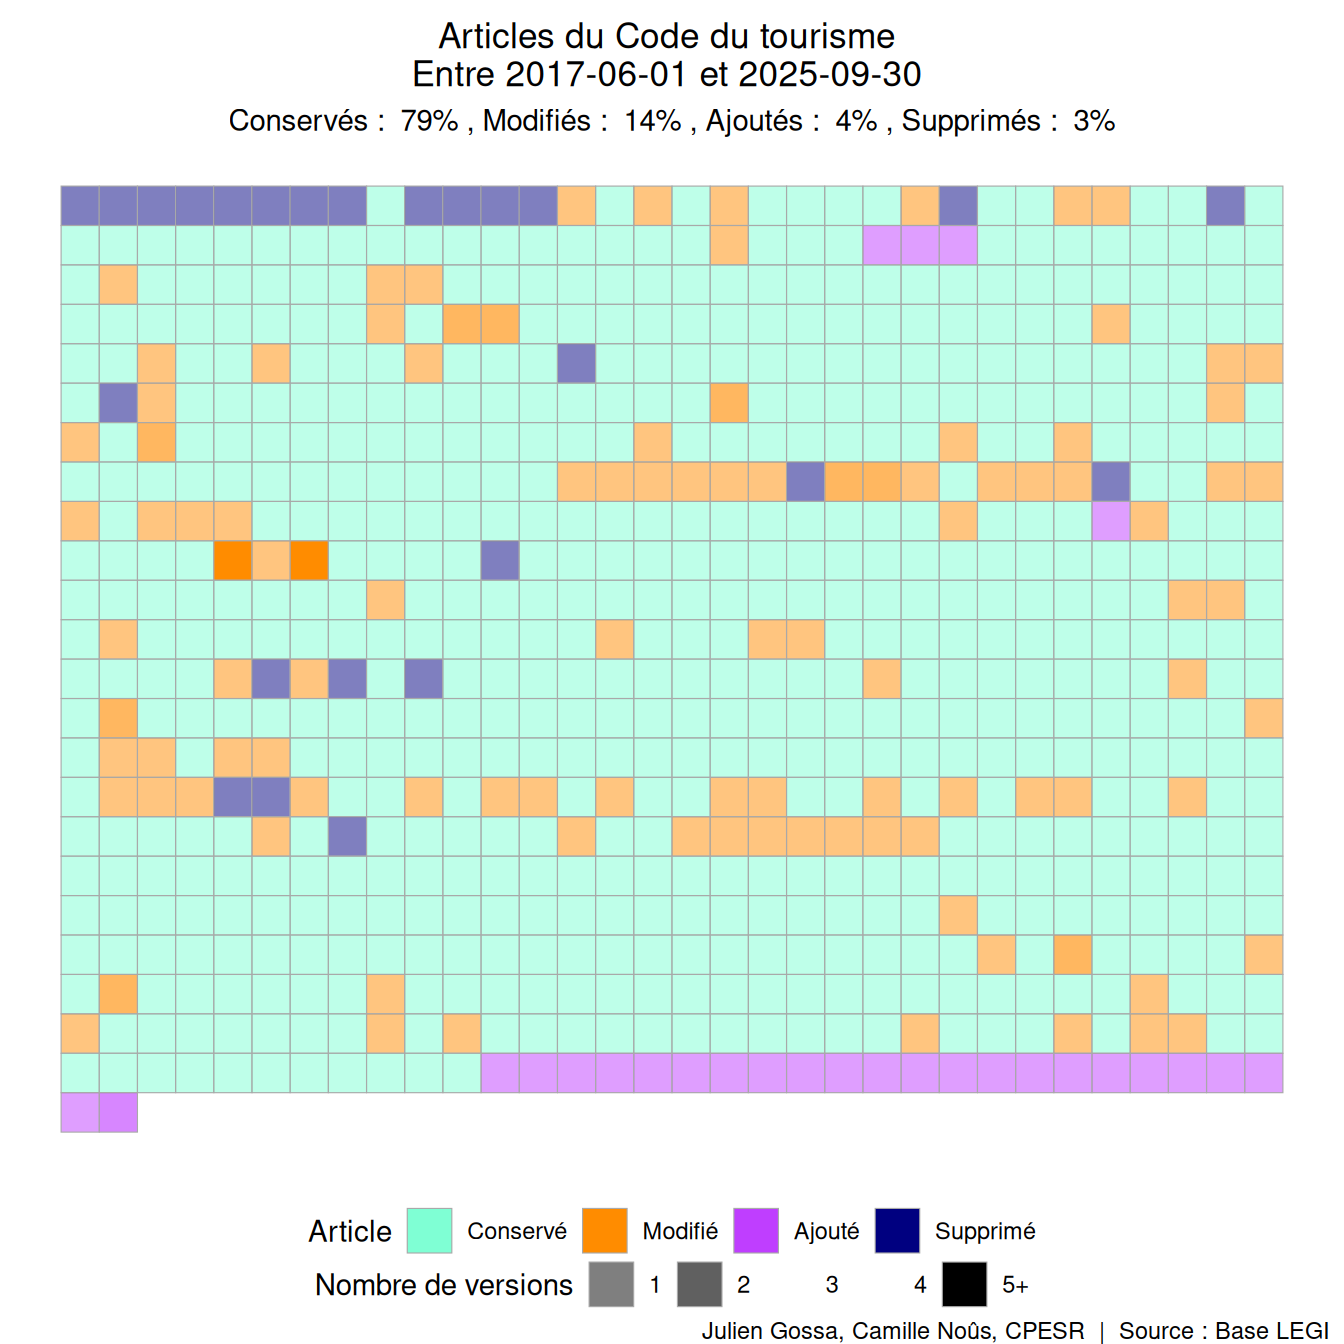 Articles du Code du tourisme
Entre 2017-06-01 et 2025-09-30
Conservés :  79% , Modifiés :  14% , Ajoutés :  4% , Supprimés :  3%
Article Conservé Modifié Ajouté Supprimé
Nombre de versions 1 2 3 4 5+
Julien Gossa, Camille Noûs, CPESR | Source : Base LEGI